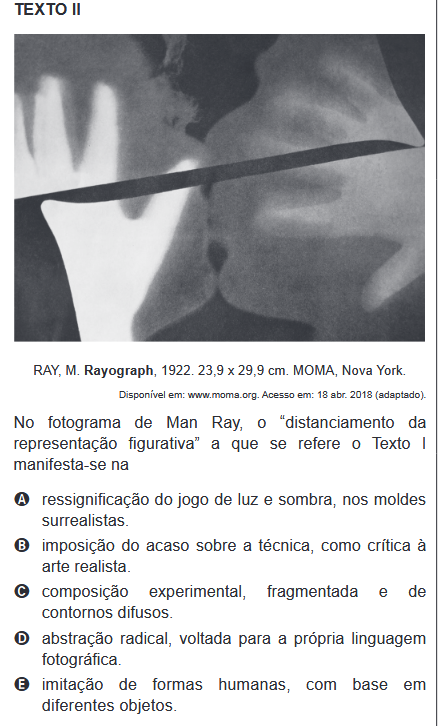 TEXTO II
RAY, M. Rayograph, 1922. 23,9 x 29,9 cm. MOMA, Nova York.
Disponível em: www.moma.org. Acesso em: 18 abr. 2018 (adaptado).
No fotograma de Man Ray, o “distanciamento da
representação figurativa” a que se refere o Texto I
manifesta-se na
A ressignificação do jogo de luz e sombra, nos moldes
surrealistas.
B imposição do acaso sobre a técnica, como crítica à
arte realista.
C composição experimental, fragmentada e de
contornos difusos.
D abstração radical, voltada para a própria linguagem
fotográfica.
E imitação de formas humanas, com base em
diferentes objetos.